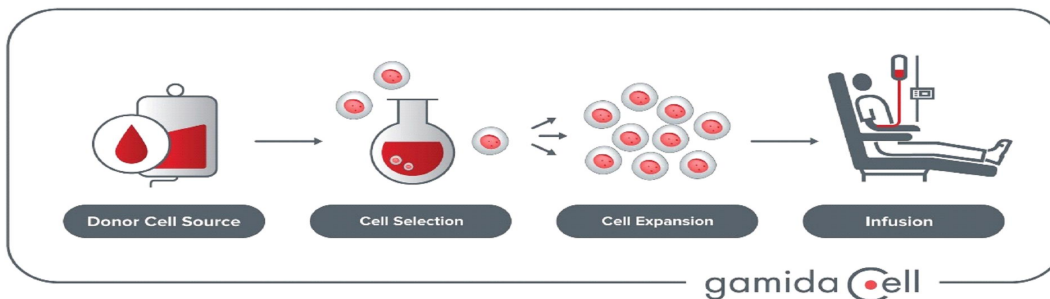 Donor Cell Source
Cell Selection
Cell Expansion
Infusion
gamida Cell